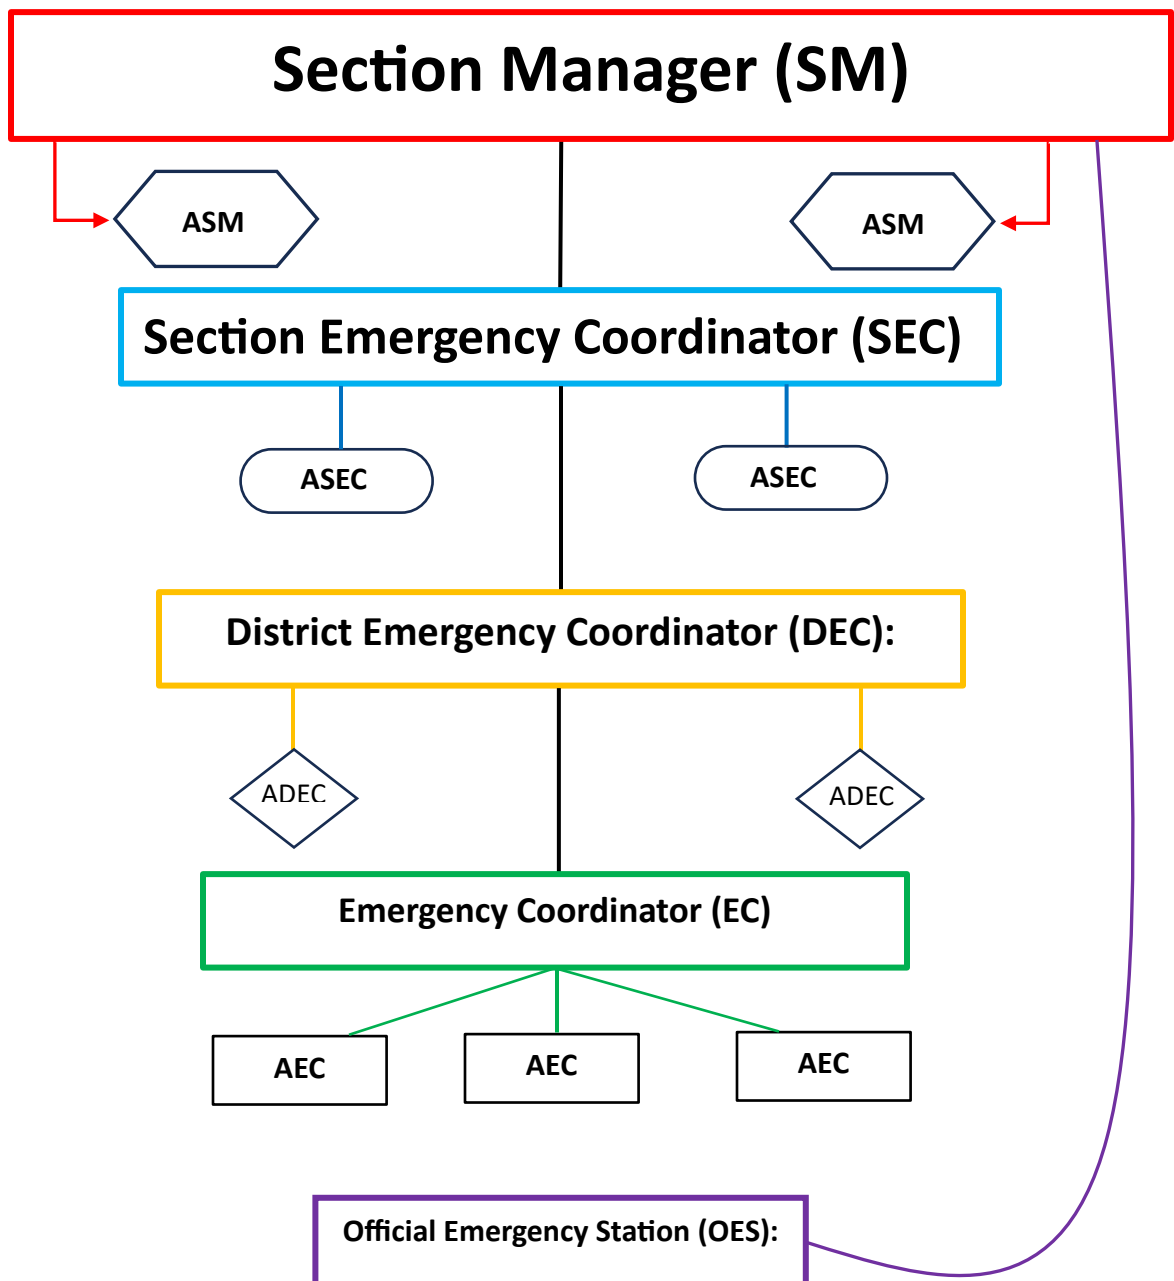 Section Manager (SM)
ASM
ASM
Section Emergency Coordinator (SEC)
ASEC
ASEC
District Emergency Coordinator (DEC):
ADEC
ADEC
Emergency Coordinator (EC)
AEC
AEC
AEC
Official Emergency Station (OES):